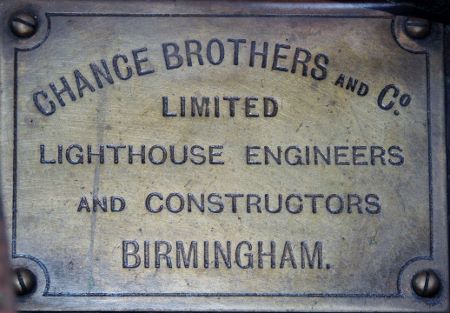 CHANCE BROTHERS AND Cº.
LIMITED
LIGHTHOUSE ENGINEERS
AND CONSTRUCTORS
BIRMINGHAM.